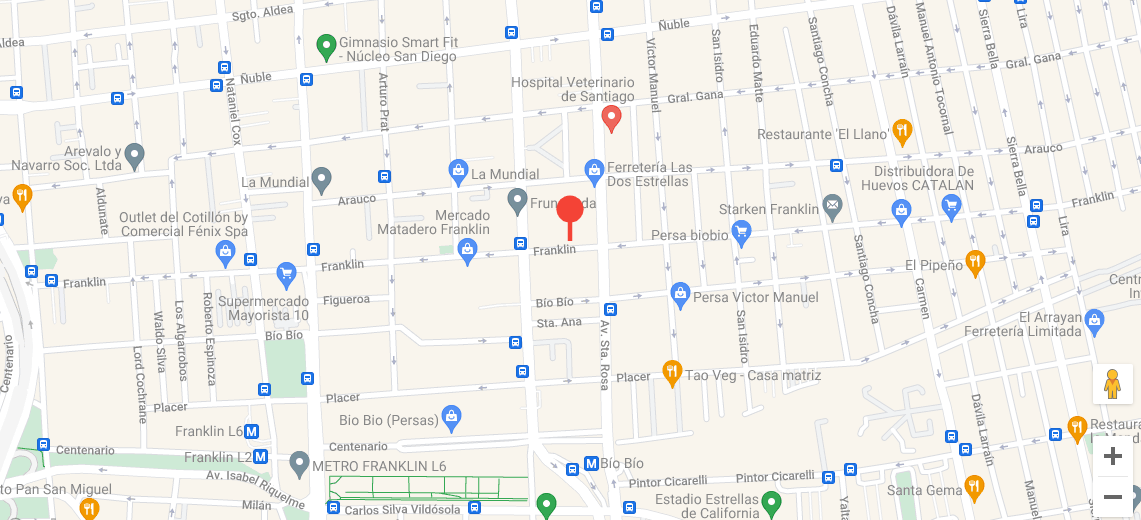 Sgto. Aldea
Ñuble
Lira
Sierra Bella
Dávila Larraín
Manuel Antonio Tocornal
Santiago Concha
Eduardo Matte
San Isidro
Víctor Manuel
Aldea
Gimnasio Smart Fit
- Núcleo San Diego
Ñuble
Nataniel Cox
Arturo Prat
Hospital Veterinario
de Santiago
Gral. Gana
Gral. Gana
Restaurante 'El Llano'
Arauco
Arevalo y
Navarro Soc. Ltda
La Mundial
La Mundial
Ferretería Las
Dos Estrellas
Distribuidora De
Huevos CATALAN
Sierra Bella
Aldunate
Arauco
Franklin
Outlet del Cotillón by
Comercial Fénix Spa
Mercado
Matadero Franklin
Starken Franklin
Persa biobio
Lira
Franklin
Franklin
Franklin
Santiago Concha
El Pipeño
Supermercado
Mayorista 10
Figueroa
Bío Bío
Persa Victor Manuel
Carmen
Centenario
Waldo Silva
Los Algarrobos
Roberto Espinoza
Bío Bío
Sta. Ana
Av. Sta. Rosa
San Isidro
El Arrayan
Ferretería Limitada
Lord Cochrane
Placer
Placer
Placer
Tao Veg - Casa matriz
Bio Bio (Persas)
Dávila Larraín
Franklin L6
Centenario
Centenario
Franklin L2
METRO FRANKLIN L6
Bío Bío
Av. Isabel Riquelme
Pintor Cicarelli
Pintor Cicarelli
to Pan San Miguel
Milán
Carlos Silva Vildósola
Estadio Estrellas
de California
Santa Gema
Manuel